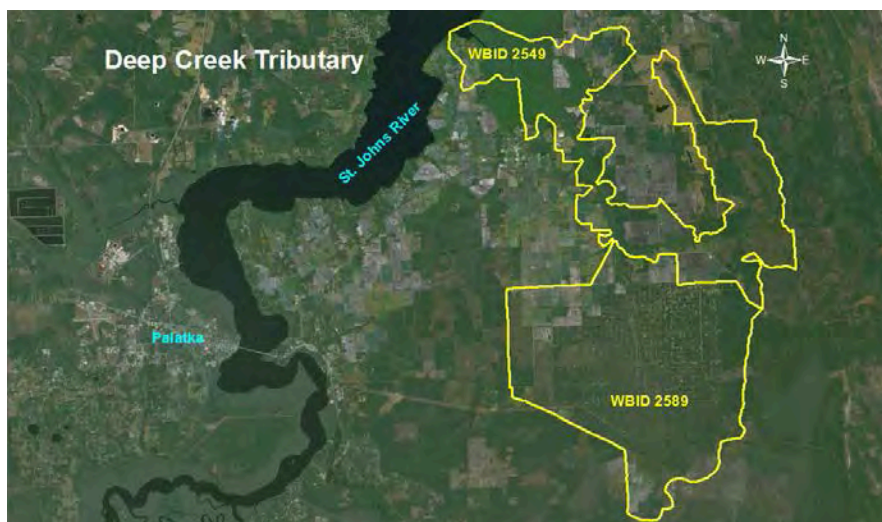 Deep Creek Tributary
WBID 2549
N
W E
S
St. Johns River
Palatka
WBID 2589